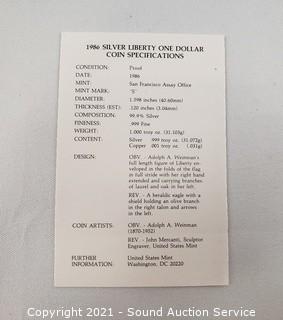 1986 SILVER LIBERTY ONE DOLLAR
COIN SPECIFICATIONS
CONDITION: Proof
DATE: 1986
MINT: San Francisco Assay Office
MINT MARK: 'S'
DIAMETER: 1.598 inches (40.60mm)
THICKNESS (EST): .120 inches (3.04mm)
COMPOSITION: 99.9% Silver
FINENESS: .999 Fine
WEIGHT: 1.000 troy oz. (31.103g)
CONTENT: Silver .999 troy oz. (31.072g)
Copper .001 troy oz. (.031g)
DESIGN: OBV. - Adolph A. Weinman's
full length figure of Liberty en-
veloped in the folds of the flag
in full stride with her right hand
extended and carrying branches
of laurel and oak in her left.
REV. - A heraldic eagle with a
shield holding an olive branch
in the right talon and arrows
in the left.
COIN ARTISTS: OBV. - Adolph A. Weinman
(1870-1952)
REV. - John Mercanti, Sculptor
Engraver, United States Mint
FURTHER United States Mint
INFORMATION: Washington, DC 20220
Copyright 2021 - Sound Auction Service